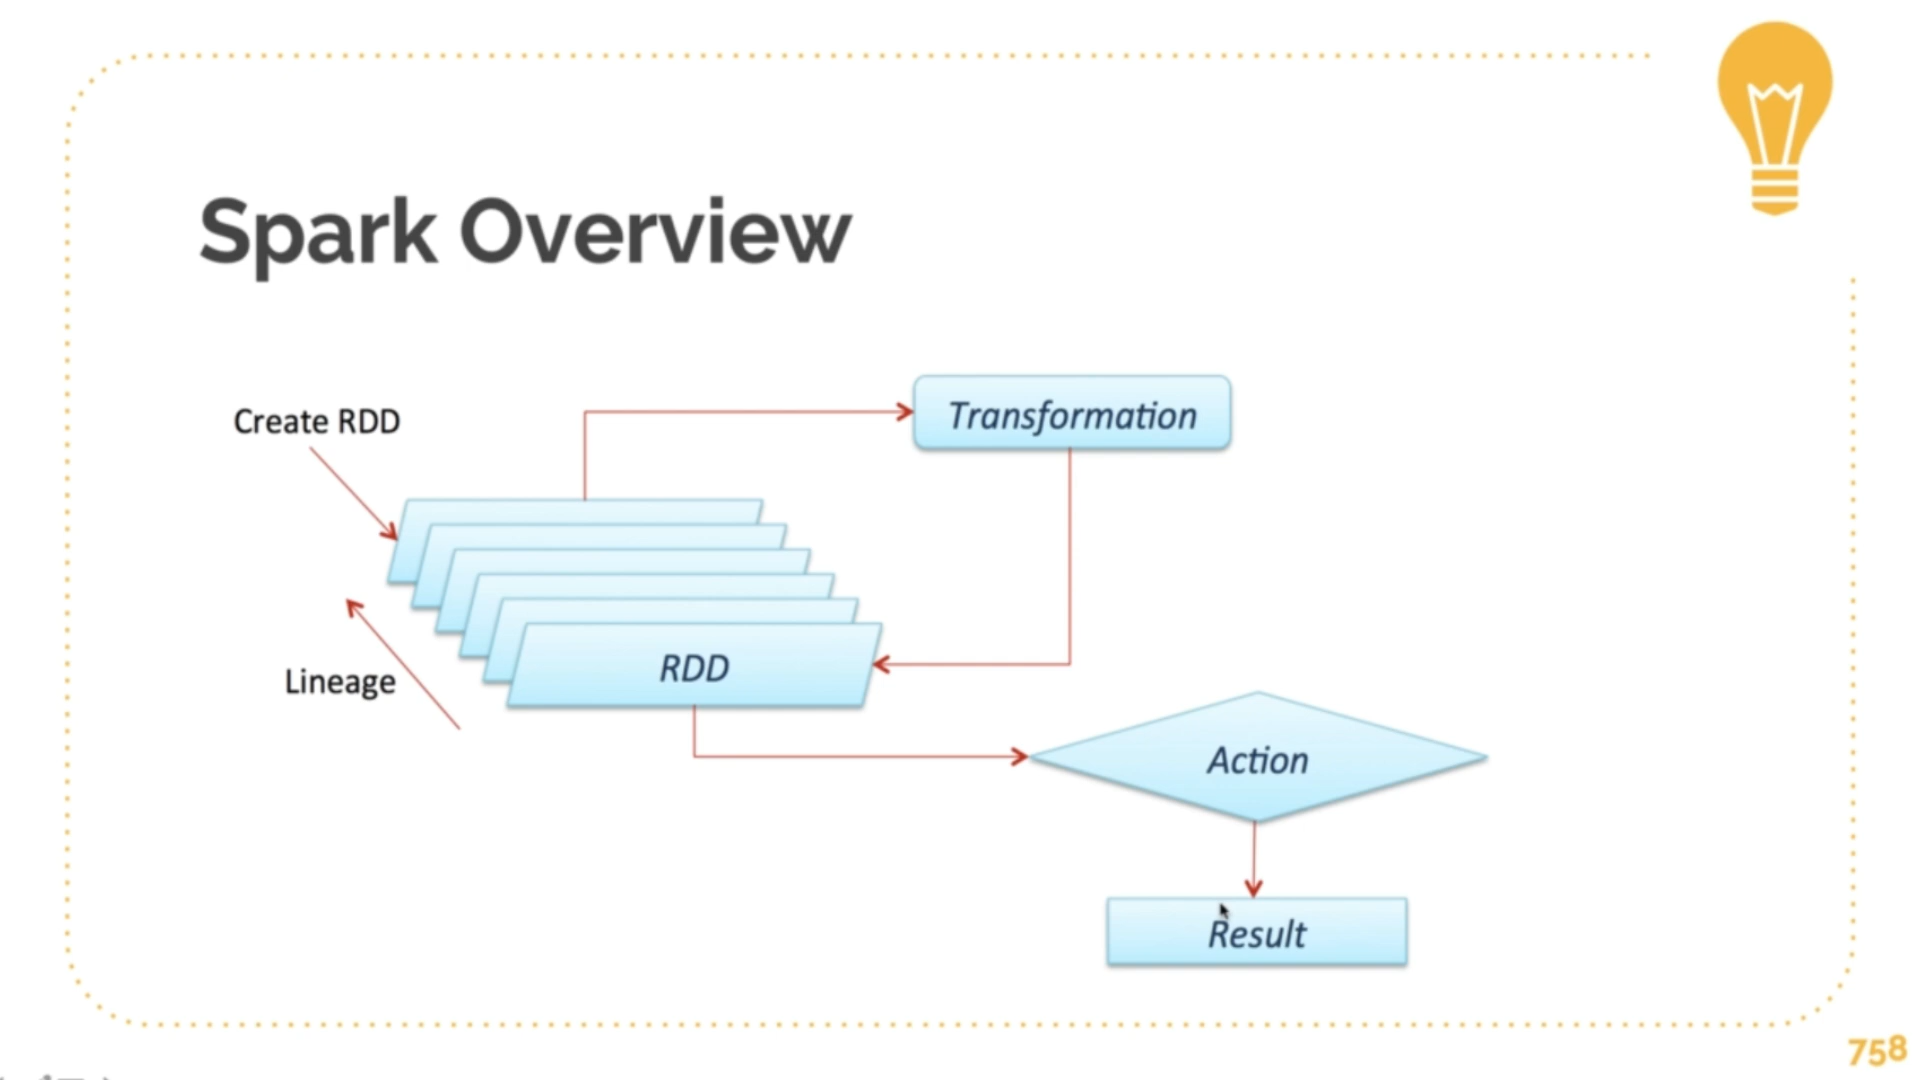 Spark Overview
Create RDD
Transformation
RDD
Lineage
Action
Result
758